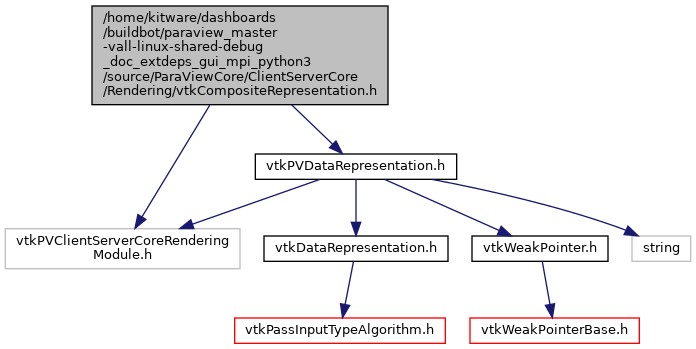 /home/kitware/dashboards
/buildbot/paraview_master
-vall-linux-shared-debug
_doc_extdeps_gui_mpi_python3
/source/ParaViewCore/ClientServerCore
/Rendering/vtkCompositeRepresentation.h
vtkPVDataRepresentation.h
vtkPVClientServerCoreRendering
Module.h
vtkDataRepresentation.h
vtkWeakPointer.h
string
vtkPassInputTypeAlgorithm.h
vtkWeakPointerBase.h